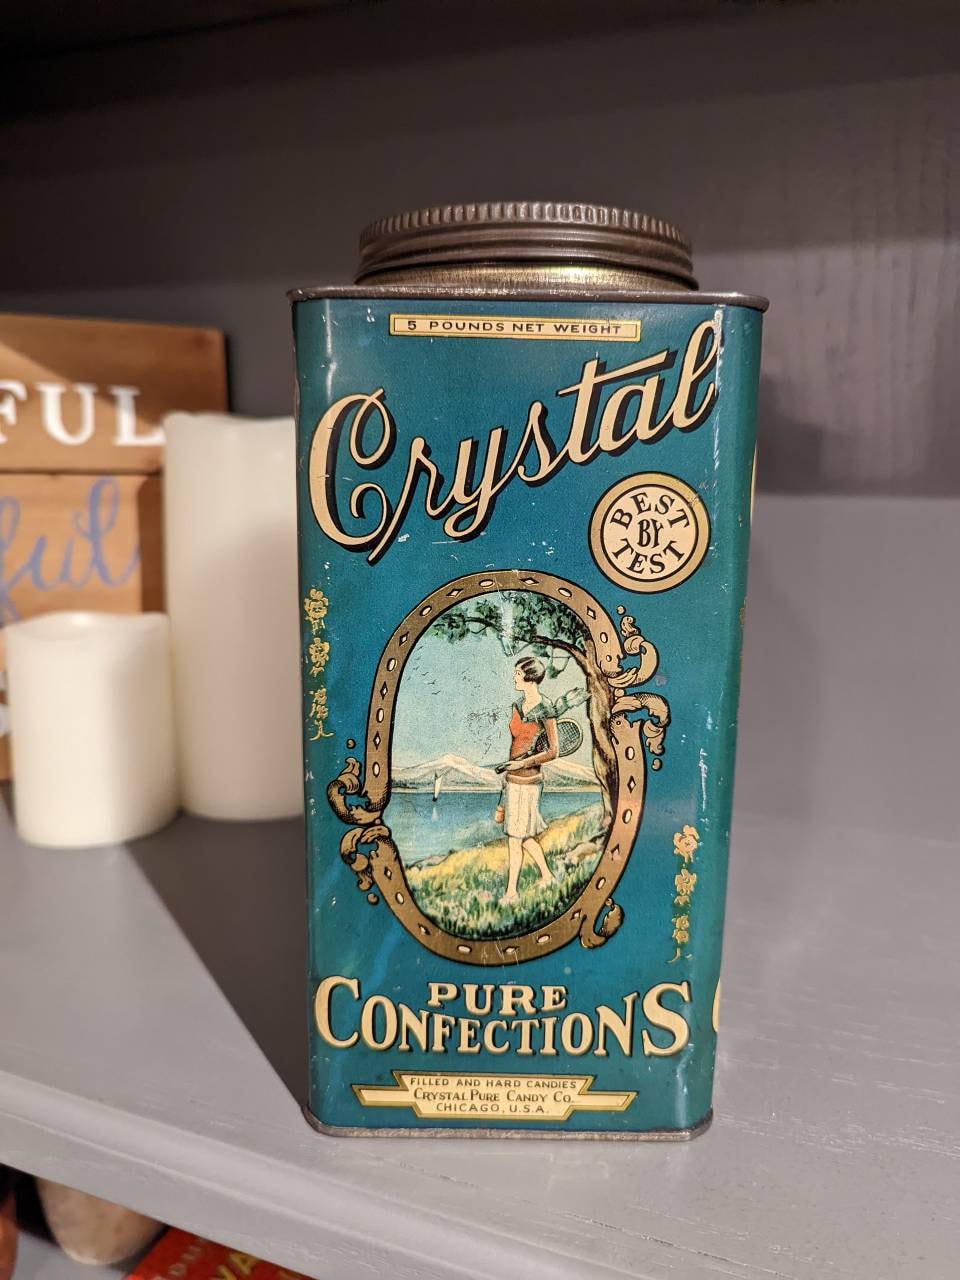 5 POUNDS NET WEIGHT
Crystal
BEST
BY
TEST
PURE
CONFECTIONS
FILLED AND HARD CANDIES
CRYSTAL PURE CANDY CO.
CHICAGO, U.S.A.
FUL